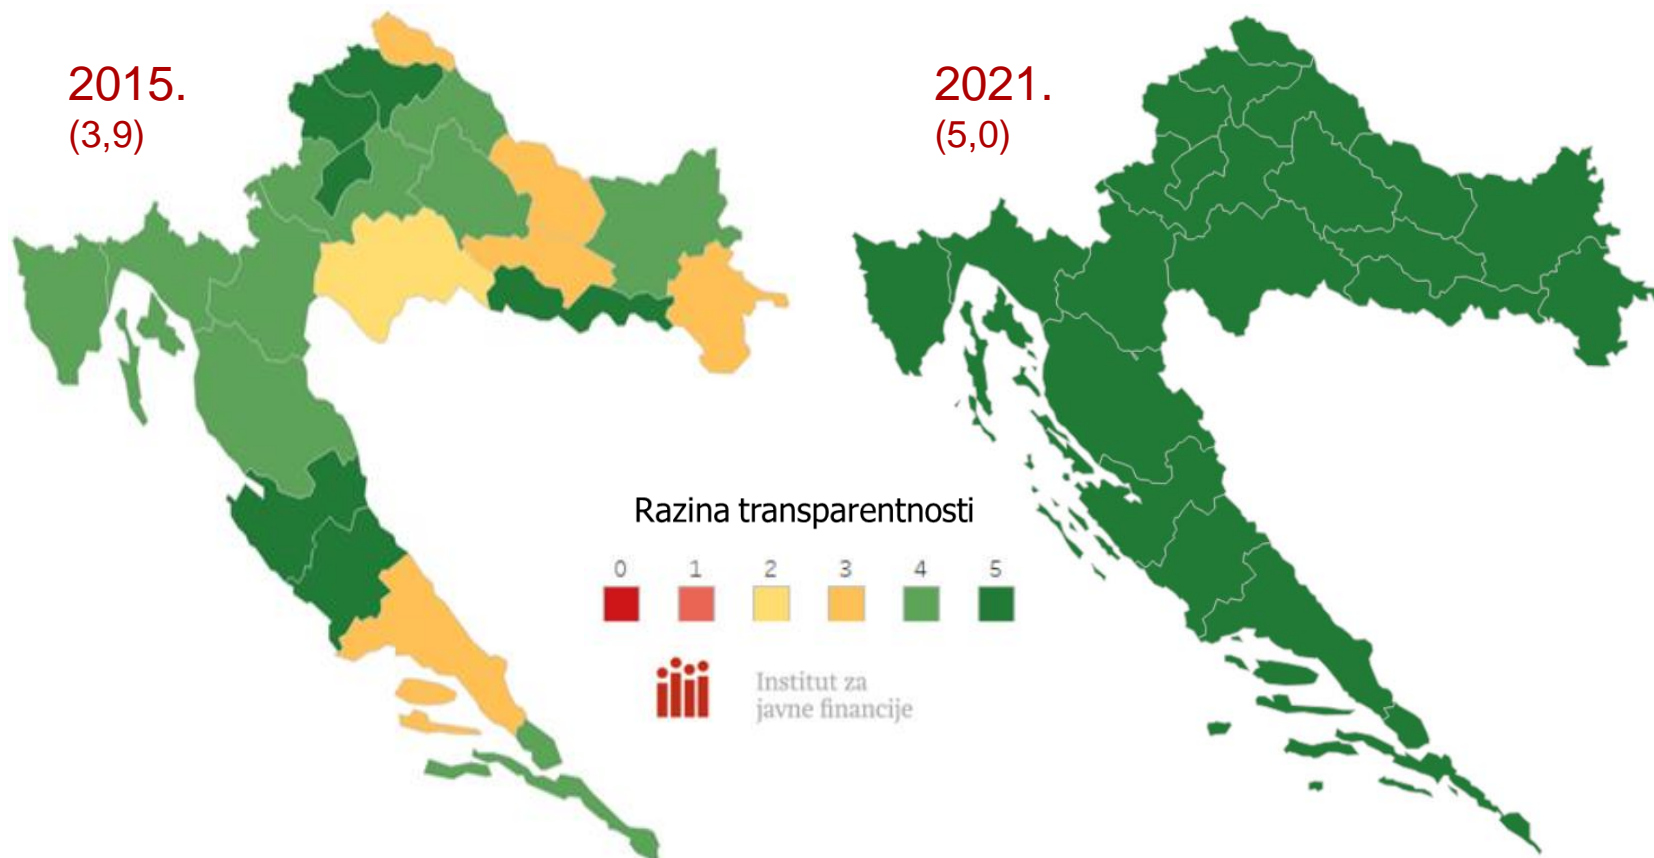 2015.
(3,9)
2021.
(5,0)
Razina transparentnosti
0 1 2 3 4 5
Institut za
javne financije